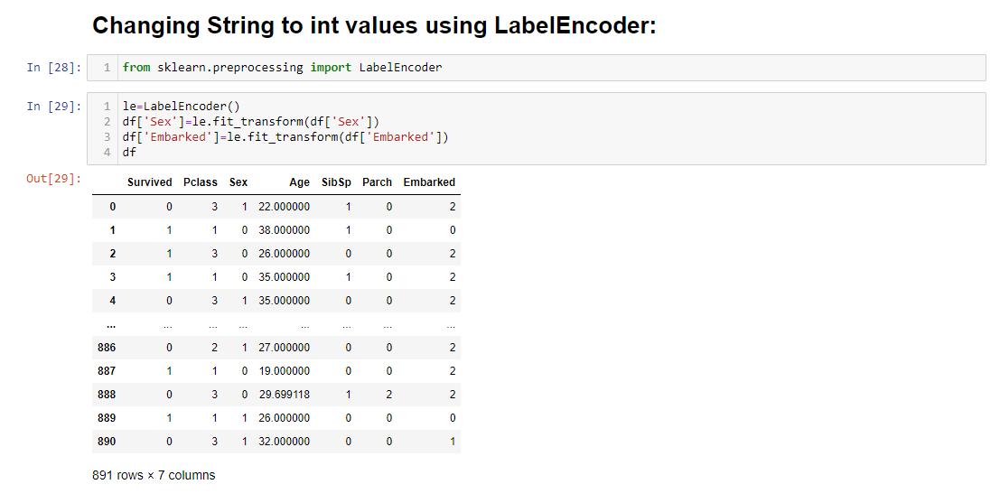 Changing String to int values using LabelEncoder:
In [28]: 1 from sklearn.preprocessing import LabelEncoder
In [29]: 1 le=LabelEncoder()
2 df['Sex']=le.fit_transform(df['Sex'])
3 df['Embarked']=le.fit_transform(df['Embarked'])
4 df
Out[29]:
Survived Pclass Sex Age SibSp Parch Embarked
0 0 3 1 22.000000 1 0 2
1 1 1 0 38.000000 1 0 0
2 1 3 0 26.000000 0 0 2
3 1 1 0 35.000000 1 0 2
4 0 3 1 35.000000 0 0 2
... ... ... ... ... ... ... ...
886 0 2 1 27.000000 0 0 2
887 1 1 0 19.000000 0 0 2
888 0 3 0 29.699118 1 2 2
889 1 1 1 26.000000 0 0 0
890 0 3 1 32.000000 0 0 1
891 rows × 7 columns